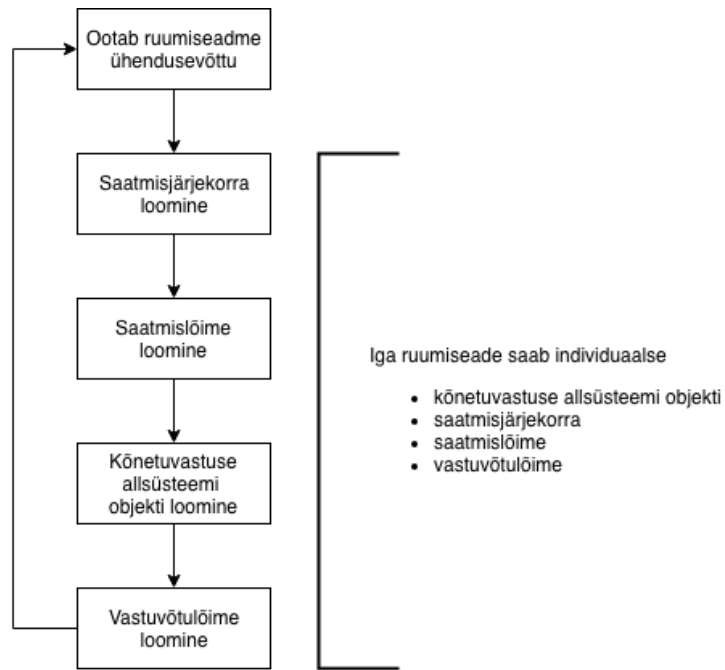 Ootab ruumiseadme
ühendusevõttu
Saatmisjärjekorra
loomine
Saatmislõime
loomine
Kõnetuvastuse
allsüsteemi
objekti loomine
Vastuvõtulõime
loomine
Iga ruumiseade saab individuaalse
• kõnetuvastuse allsüsteemi objekti
• saatmisjärjekorra
• saatmislõime
• vastuvõtulõime